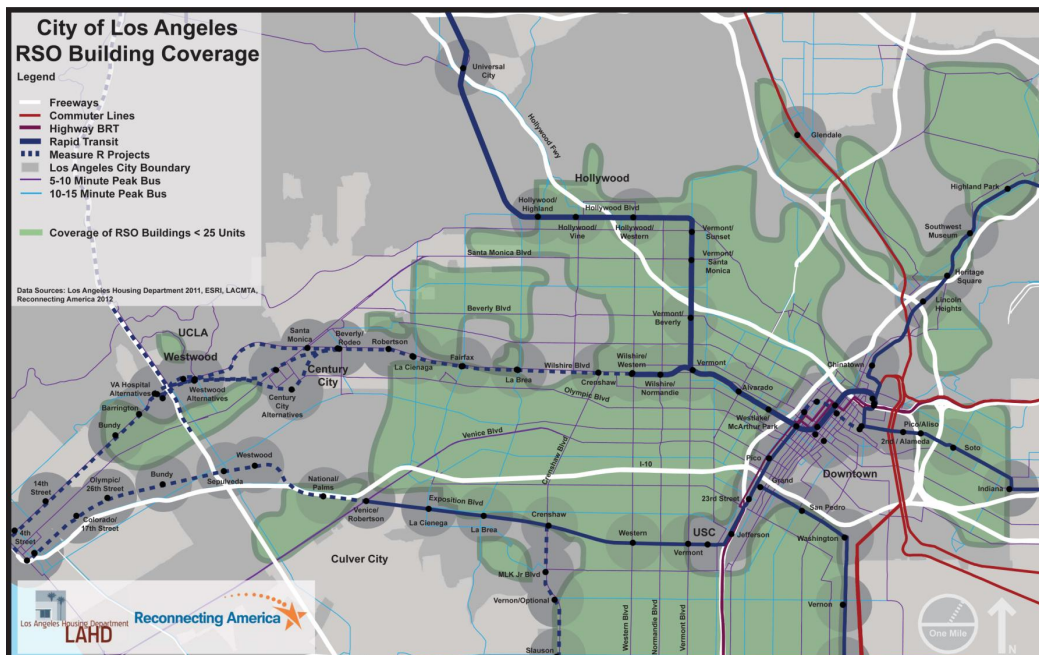 City of Los Angeles
RSO Building Coverage
Legend
Freeways
Commuter Lines
Highway BRT
Rapid Transit
Measure R Projects
Los Angeles City Boundary
5-10 Minute Peak Bus
10-15 Minute Peak Bus
Coverage of RSO Buildings < 25 Units
Data Sources: Los Angeles Housing Department 2011, ESRI, LACMTA,
Reconnecting America 2012
Universal
City
Hollywood Fwy
Glendale
Hollywood
Highland Park
Hollywood/
Highland
Hollywood Blvd
Hollywood/
Vine
Hollywood/
Western
Vermont/
Sunset
Southwest
Museum
Santa Monica Blvd
Vermont/
Santa
Monica
Heritage
Square
Lincoln
Heights
Beverly Blvd
Vermont/
Beverly
UCLA
Westwood
Santa
Monica
Beverly/
Rodeo
Robertson
Century
City
La Cienega
Fairfax
La Brea
Wilshire Blvd
Crenshaw
Wilshire/
Western
Wilshire/
Normandie
Vermont
Chinatown
VA Hospital
Alternatives
Westwood
Alternatives
Century
City
Alternatives
Olympic Blvd
Alvarado
Barrington
Bundy
Westlake/
McArthur Park
Pico/Aliso
2nd / Alameda
Soto
Venice Blvd
Crenshaw Blvd
I-10
Pico
Downtown
Grand
Indiana
Westwood
Bundy
Sepulveda
National/
Palms
14th
Street
Olympic/
26th Street
Colorado/
17th Street
4th
Street
Venice/
Robertson
Exposition Blvd
La Cienega
La Brea
Crenshaw
23rd Street
San Pedro
Culver City
Western
USC
Vermont
Jefferson
Washington
MLK Jr Blvd
Vernon/Optional
Vernon
Slauson
Western Blvd
Normandie Blvd
Vermont Blvd
Los Angeles Housing Department
LAHD
Reconnecting America
One Mile
N